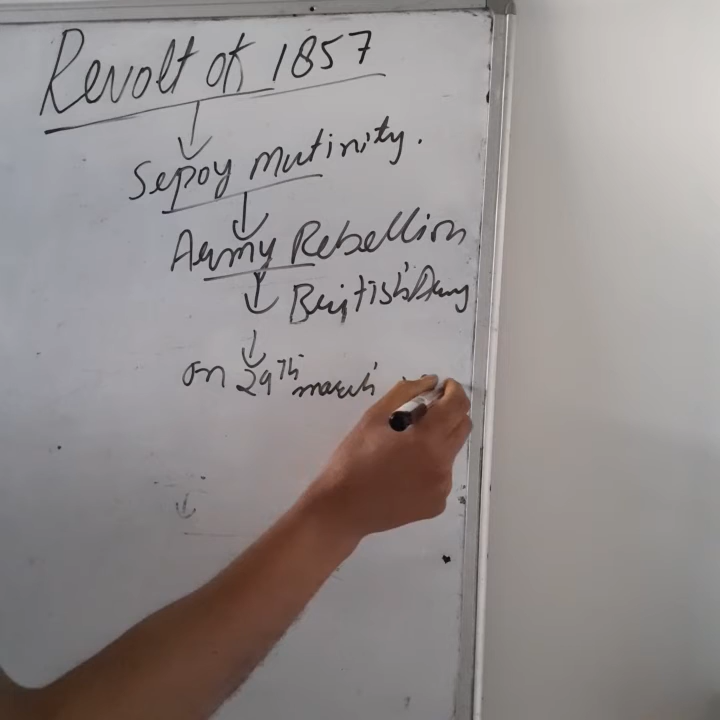 Revolt of 1857
Sepoy mutinity.
Army Rebellion
British Army
on 29th march